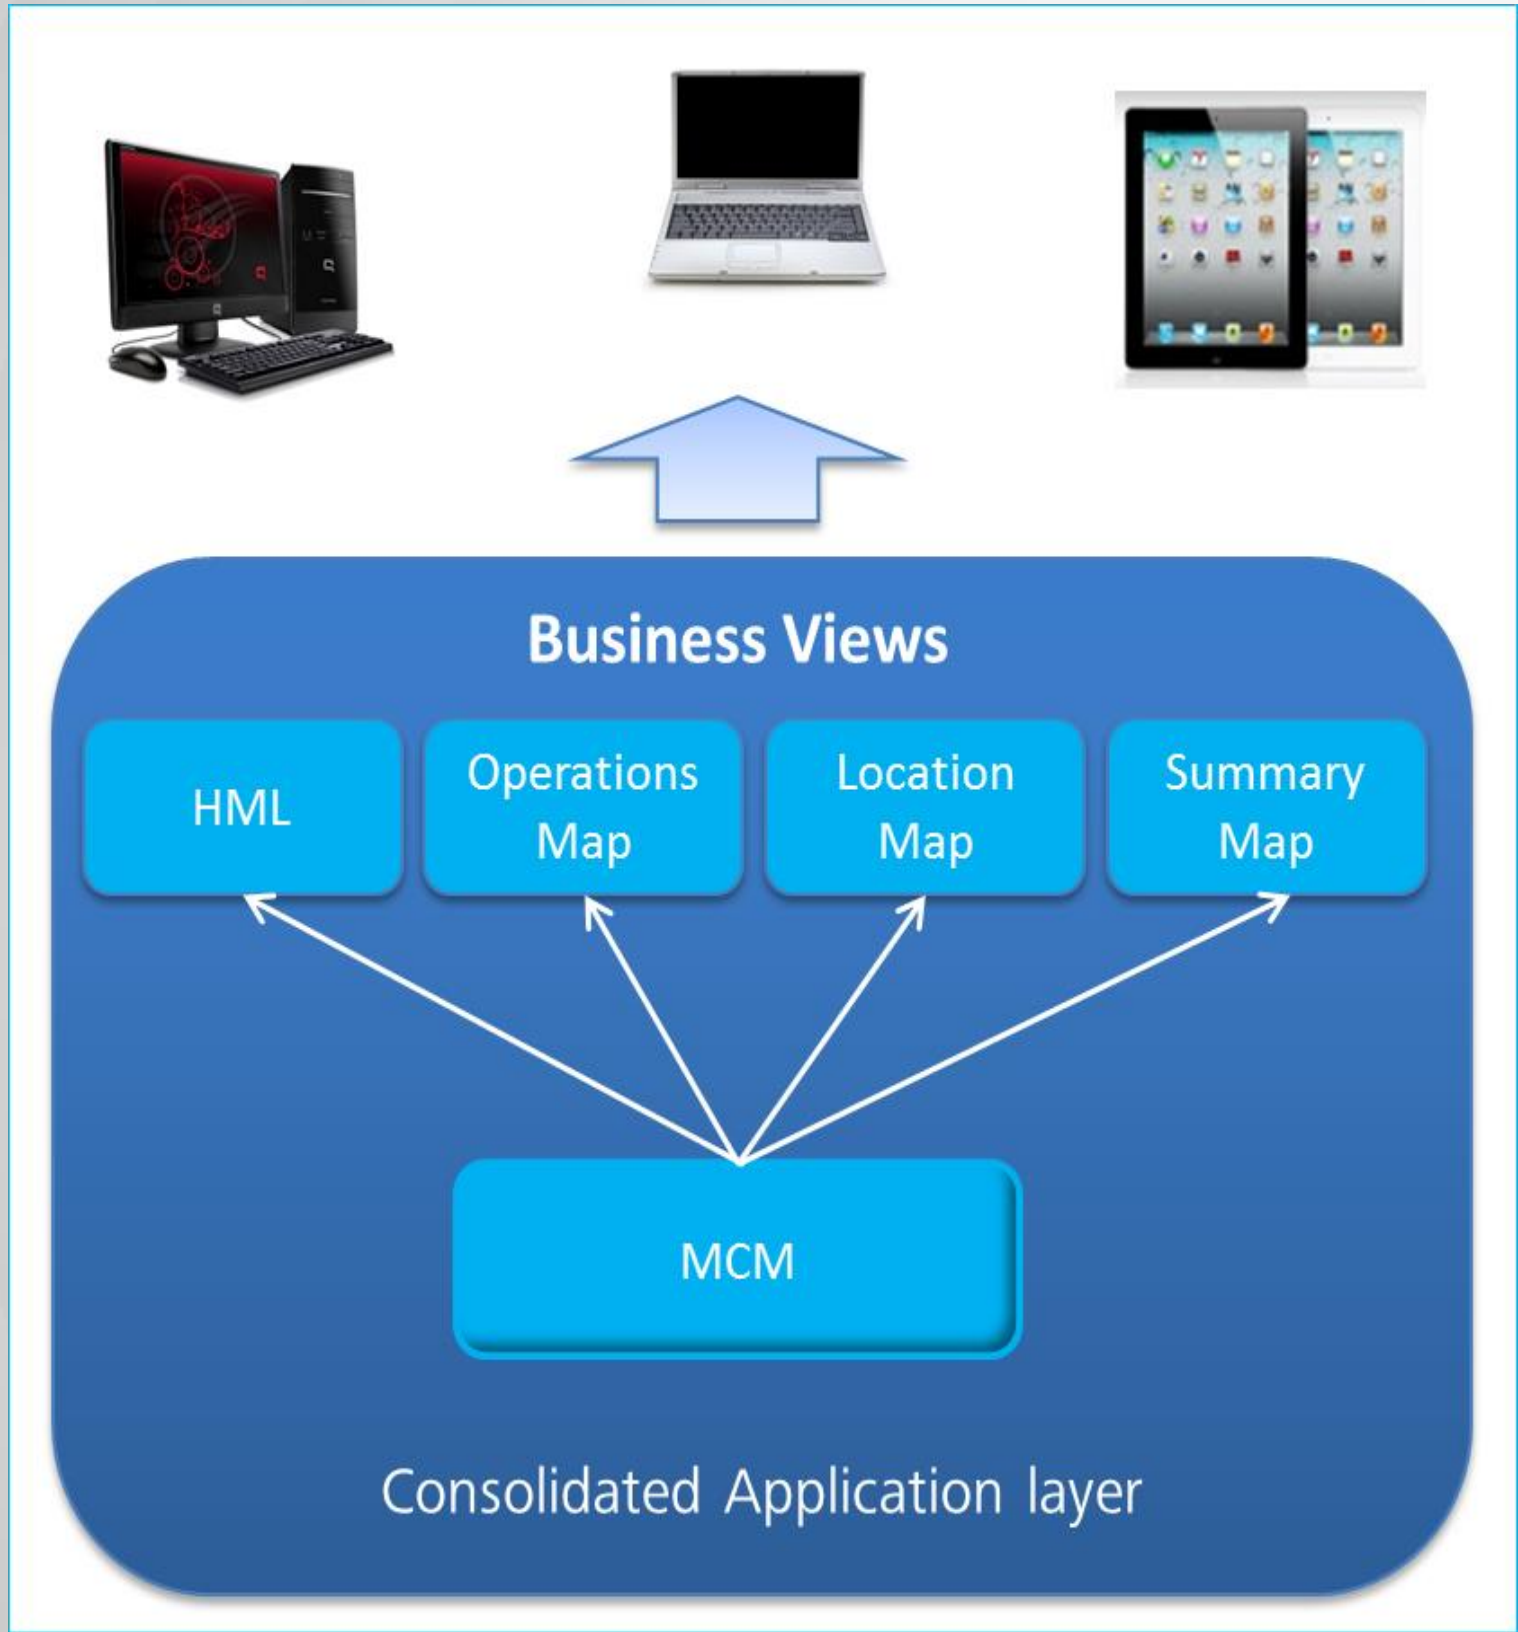 Business Views
HML
Operations
Map
Location
Map
Summary
Map
MCM
Consolidated Application layer